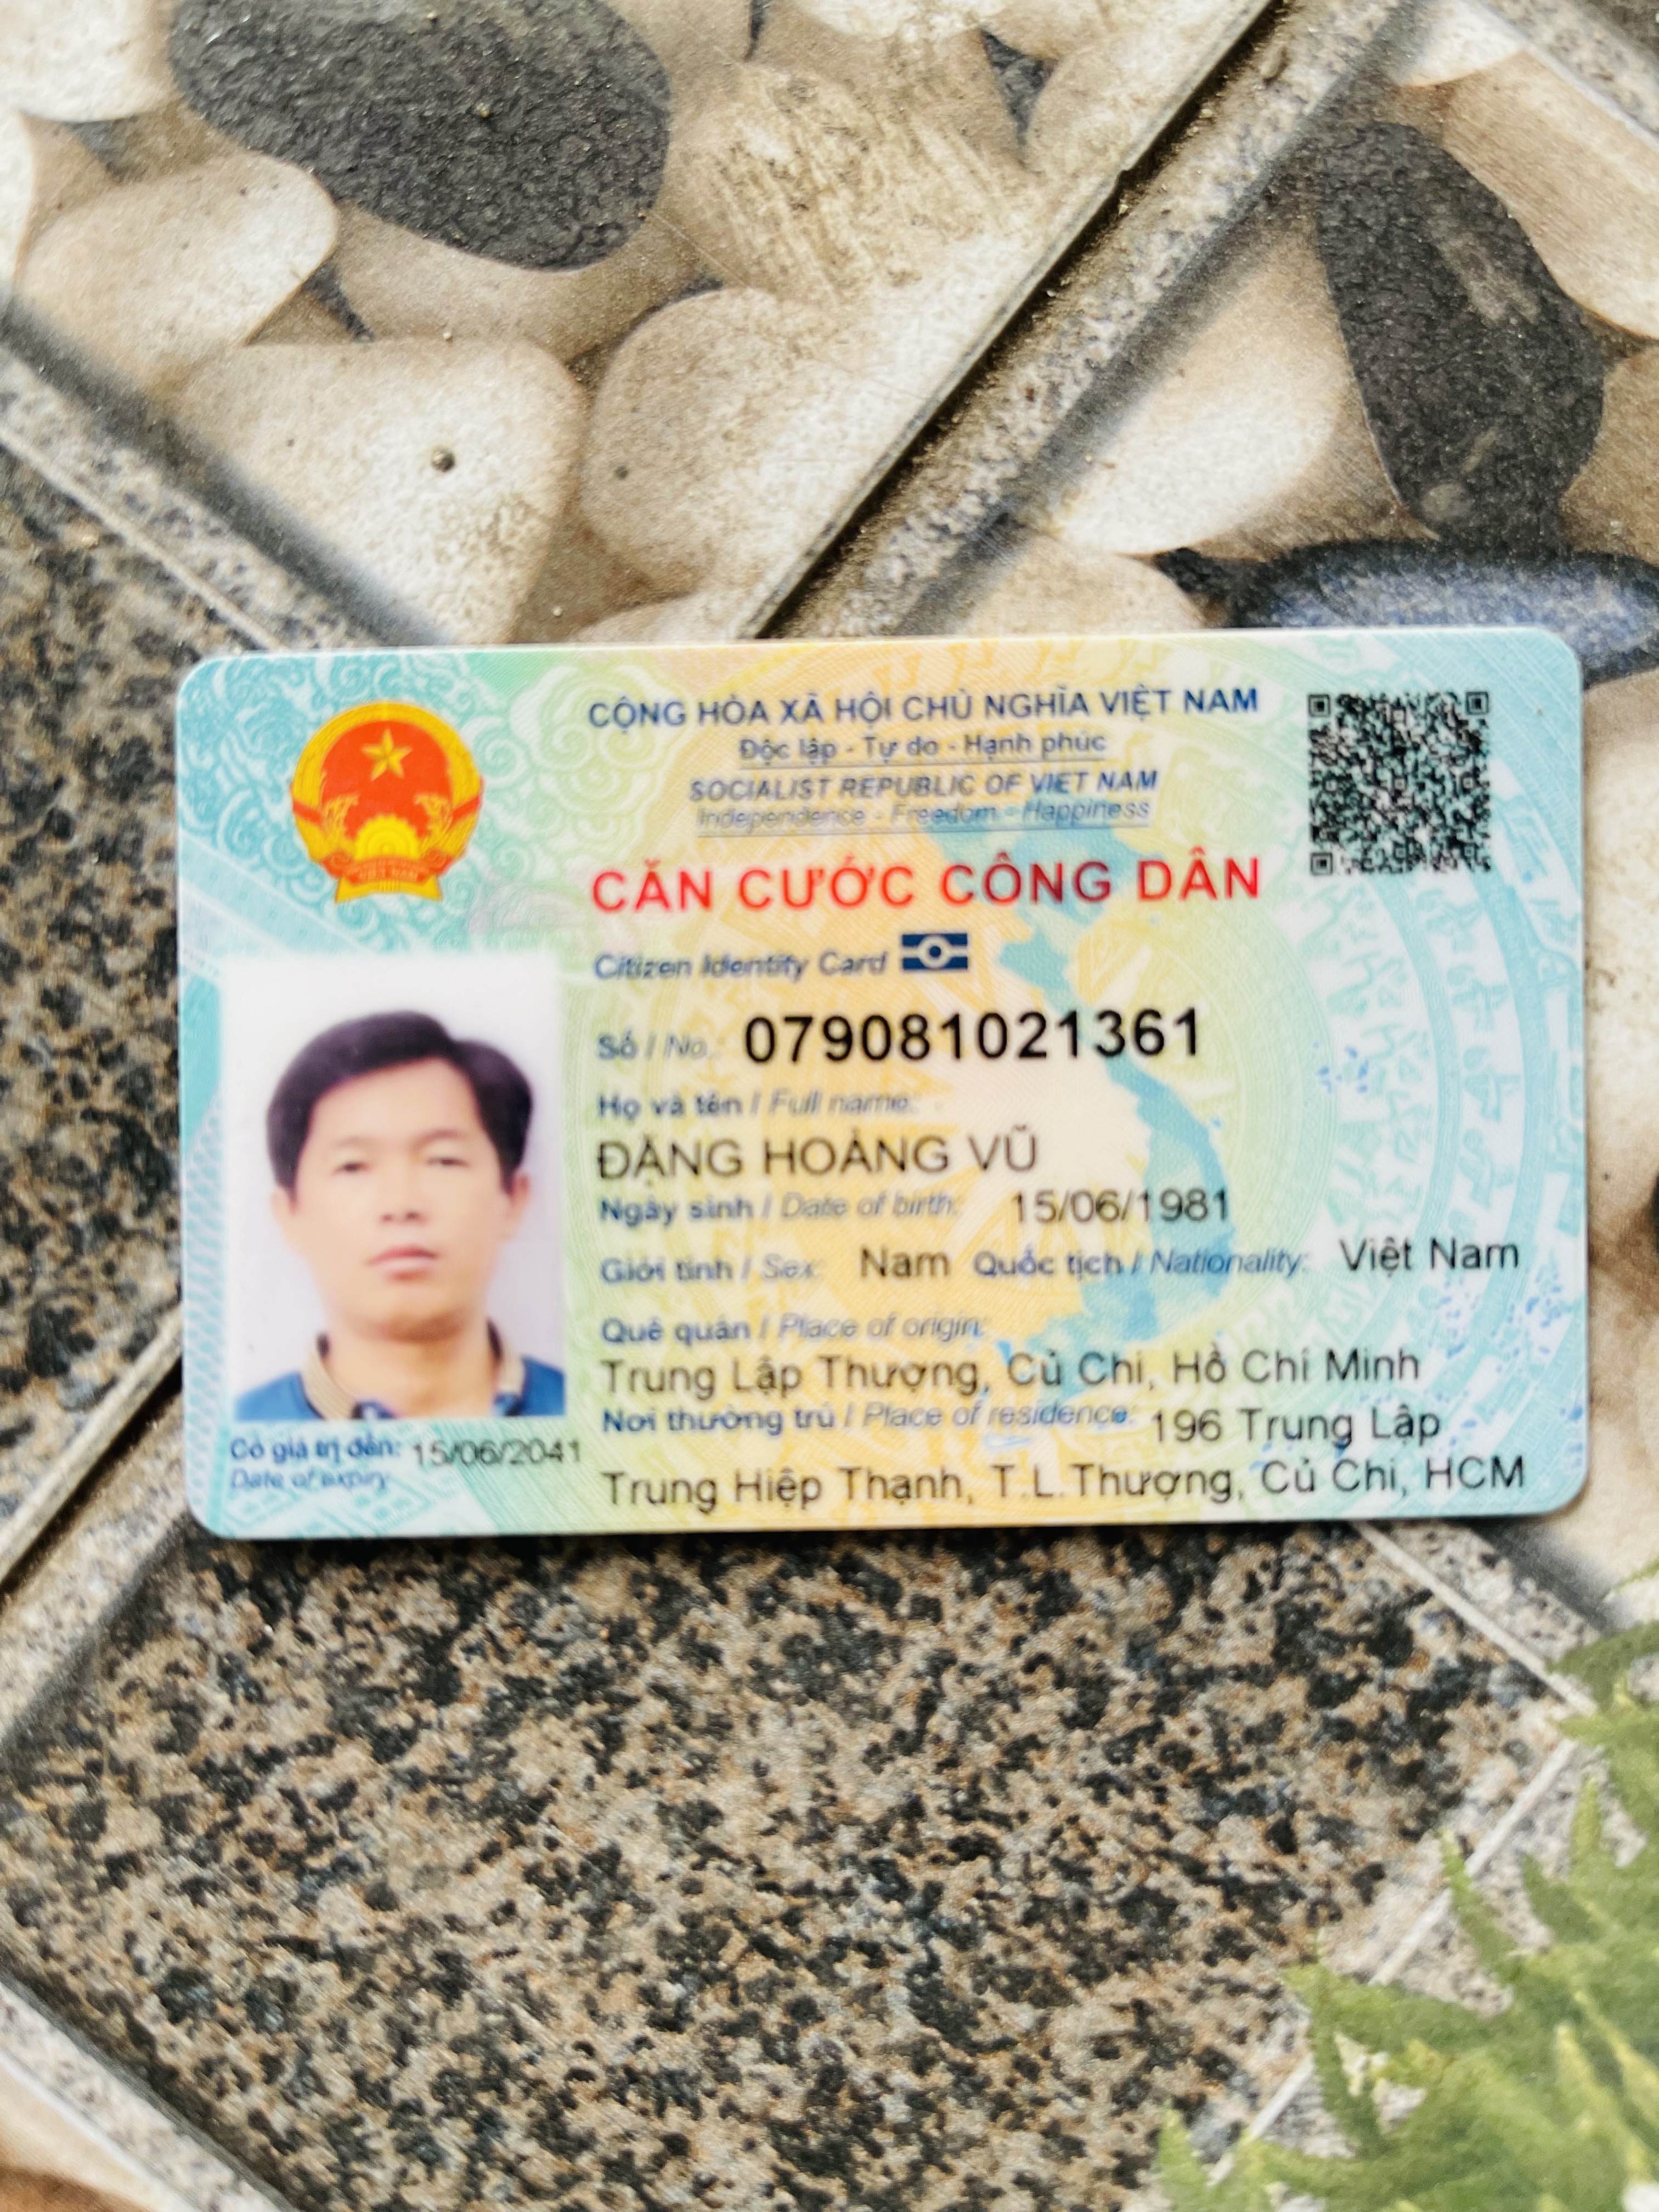 CỘNG HÒA XÃ HỘI CHỦ NGHĨA VIỆT NAM
Độc lập - Tự do - Hạnh phúc
SOCIALIST REPUBLIC OF VIET NAM
Independence - Freedom - Happiness
CĂN CƯỚC CÔNG DÂN
Citizen Identity Card
Số / No.: 079081021361
Họ và tên / Full name:
ĐẶNG HOÀNG VŨ
Ngày sinh / Date of birth: 15/06/1981
Giới tính / Sex: Nam Quốc tịch / Nationality: Việt Nam
Quê quán / Place of origin:
Trung Lập Thượng, Củ Chi, Hồ Chí Minh
Nơi thường trú / Place of residence: 196 Trung Lập
Trung Hiệp Thạnh, T.L.Thượng, Củ Chi, HCM
Có giá trị đến: 15/06/2041
Date of expiry
VIỆT NAM